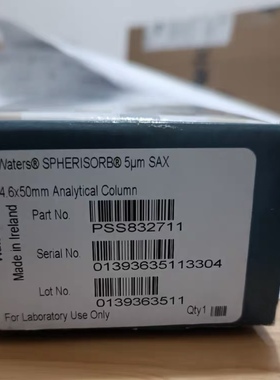 Waters® SPHERISORB® 5µm SAX
4.6x50mm Analytical Column
Part No.
PSS832711
Serial No.
01393635113304
Lot No.
0139363511
Qty1
For Laboratory Use Only
Made in Ireland